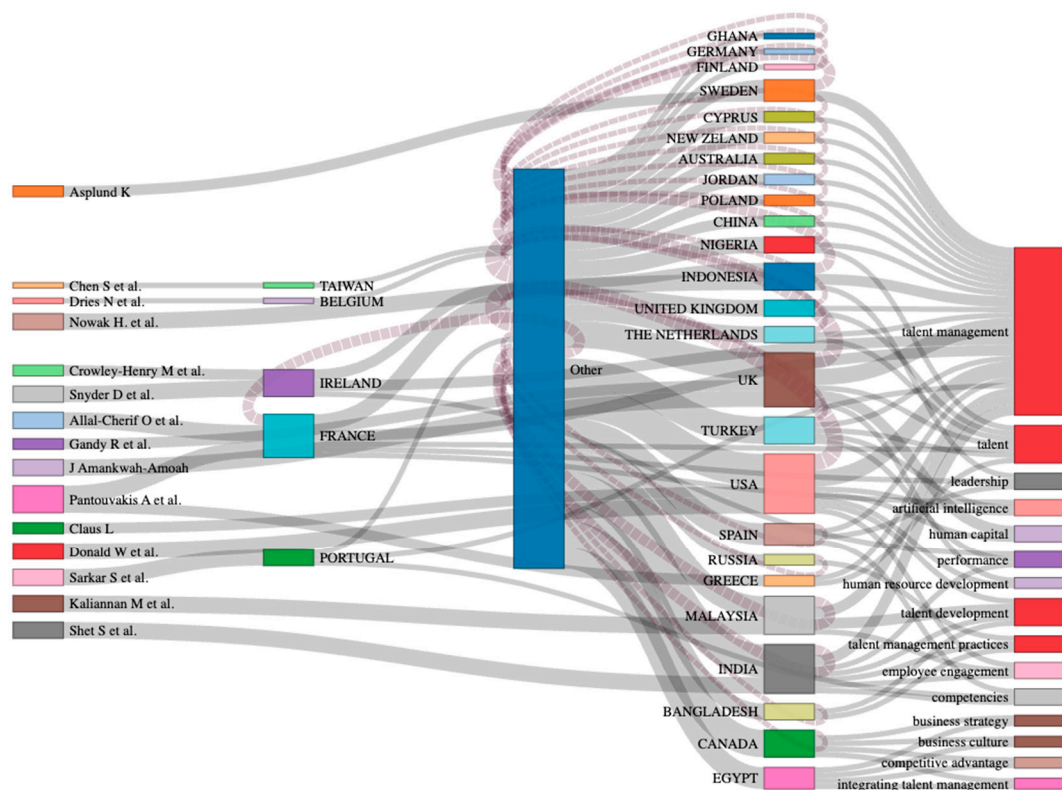 Asplund K
Chen S et al.
Dries N et al.
Nowak H. et al.
Crowley-Henry M et al.
Snyder D et al.
Allal-Cherif O et al.
Gandy R et al.
J Amankwah-Amoah
Pantouvakis A et al.
Claus L
Donald W et al.
Sarkar S et al.
Kaliannan M et al.
Shet S et al.
TAIWAN
BELGIUM
IRELAND
FRANCE
PORTUGAL
Other
GHANA
GERMANY
FINLAND
SWEDEN
CYPRUS
NEW ZELAND
AUSTRALIA
JORDAN
POLAND
CHINA
NIGERIA
INDONESIA
UNITED KINGDOM
THE NETHERLANDS
UK
TURKEY
USA
SPAIN
RUSSIA
GREECE
MALAYSIA
INDIA
BANGLADESH
CANADA
EGYPT
talent management
talent
leadership
artificial intelligence
human capital
performance
human resource development
talent development
talent management practices
employee engagement
competencies
business strategy
business culture
competitive advantage
integrating talent management